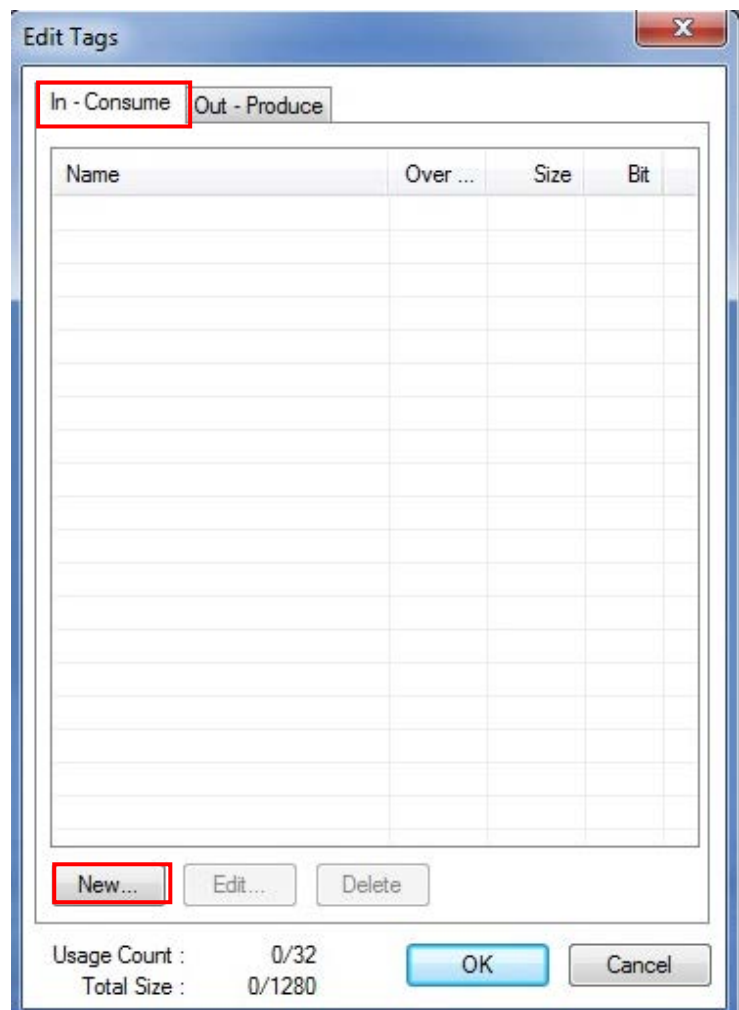 Edit Tags
In - Consume Out - Produce
Name Over ... Size Bit
New... Edit... Delete
Usage Count : 0/32
Total Size : 0/1280
OK Cancel